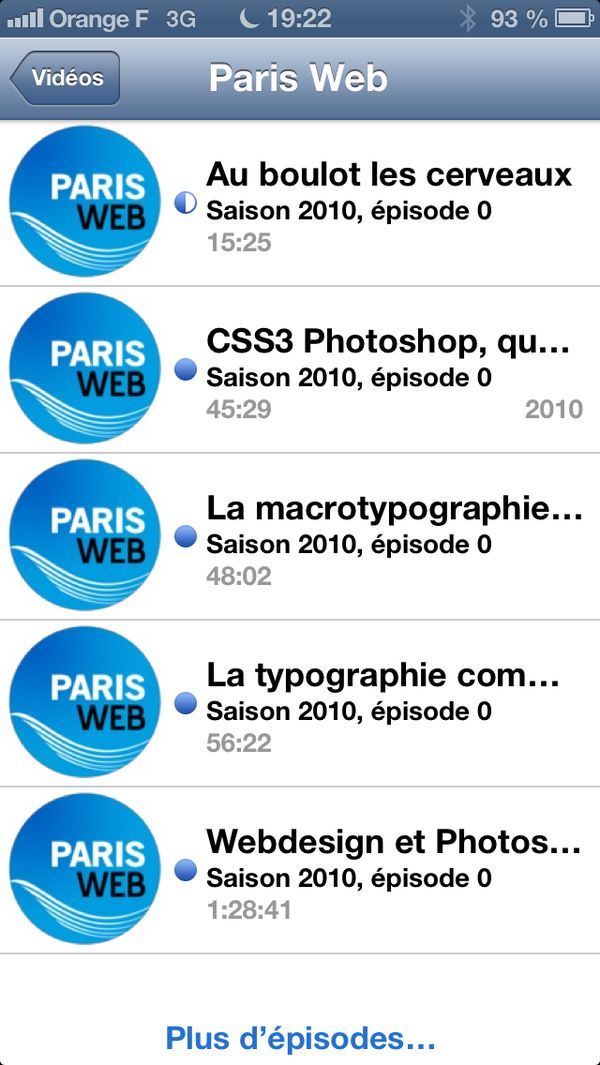 Orange F 3G 19:22 93 %
Vidéos Paris Web
PARIS
WEB
Au boulot les cerveaux
Saison 2010, épisode 0
15:25
PARIS
WEB
CSS3 Photoshop, qu…
Saison 2010, épisode 0
45:29 2010
PARIS
WEB
La macrotypographie…
Saison 2010, épisode 0
48:02
PARIS
WEB
La typographie com…
Saison 2010, épisode 0
56:22
PARIS
WEB
Webdesign et Photos…
Saison 2010, épisode 0
1:28:41
Plus d’épisodes…